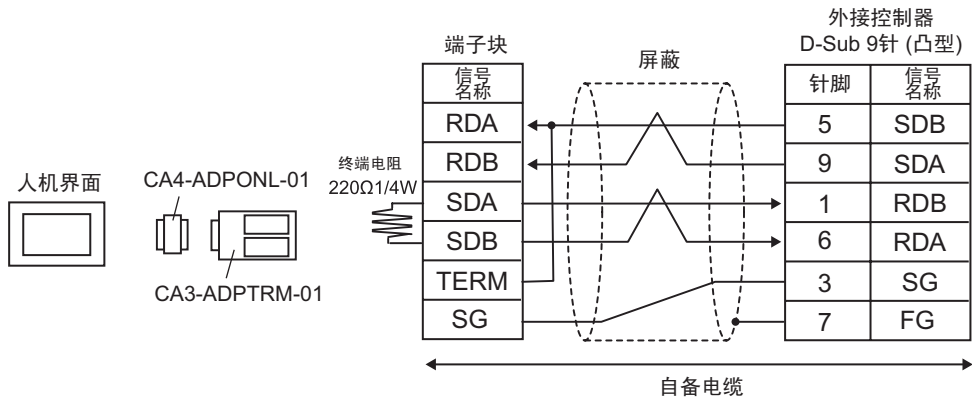 外接控制器
D-Sub 9针 (凸型)
端子块
屏蔽
信号名称
针脚 信号名称
RDA 5 SDB
RDB 9 SDA
终端电阻
220Ω1/4W
SDA 1 RDB
SDB 6 RDA
TERM 3 SG
SG 7 FG
人机界面
CA4-ADPONL-01
CA3-ADPTRM-01
自备电缆